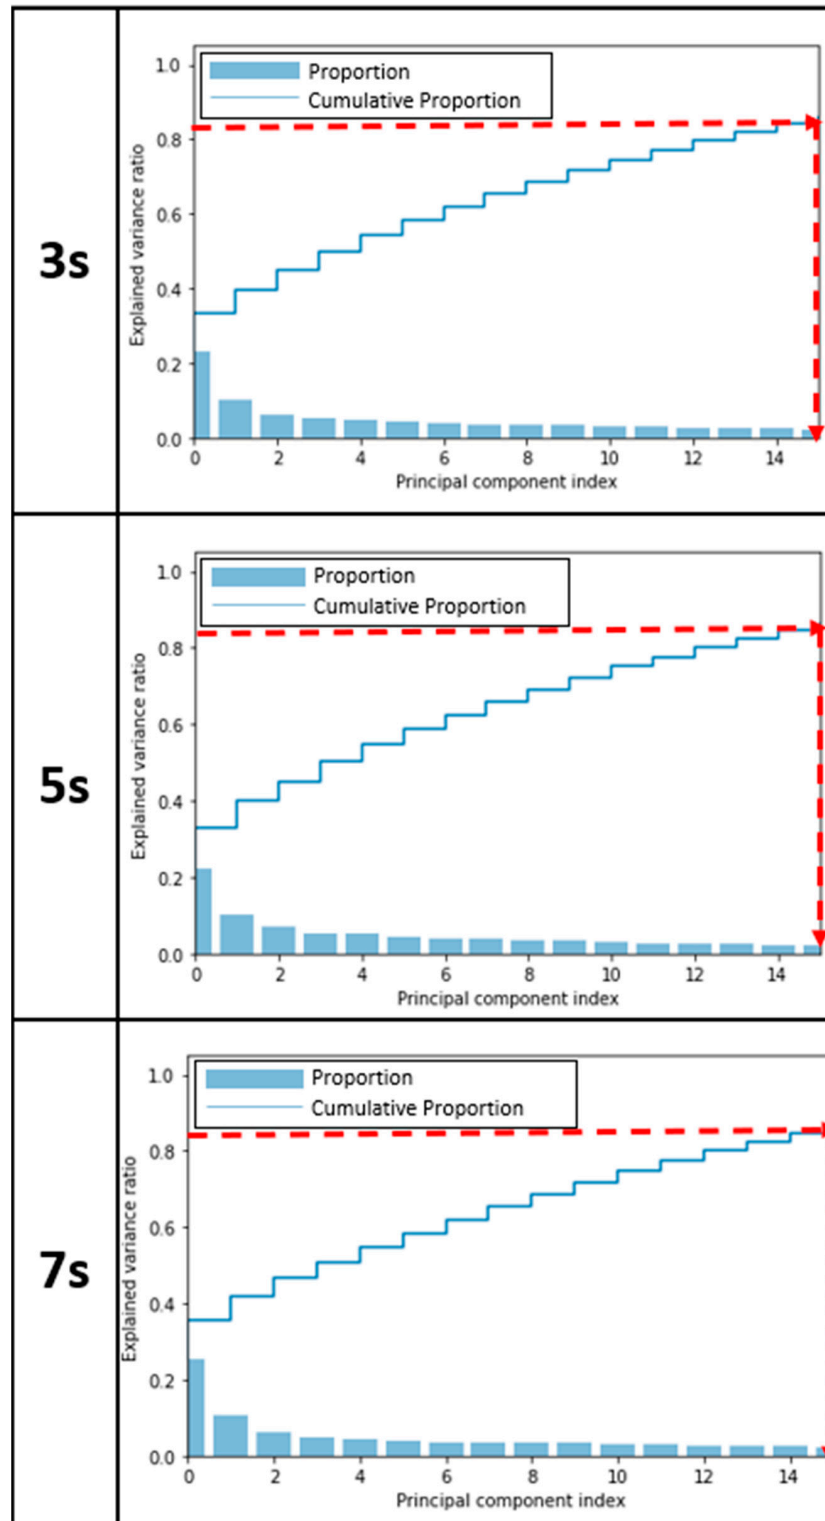 3s
Explained variance ratio
1.0
0.8
0.6
0.4
0.2
0.0
Proportion
Cumulative Proportion
0 2 4 6 8 10 12 14
Principal component index
5s
Explained variance ratio
1.0
0.8
0.6
0.4
0.2
0.0
Proportion
Cumulative Proportion
0 2 4 6 8 10 12 14
Principal component index
7s
Explained variance ratio
1.0
0.8
0.6
0.4
0.2
0.0
Proportion
Cumulative Proportion
0 2 4 6 8 10 12 14
Principal component index